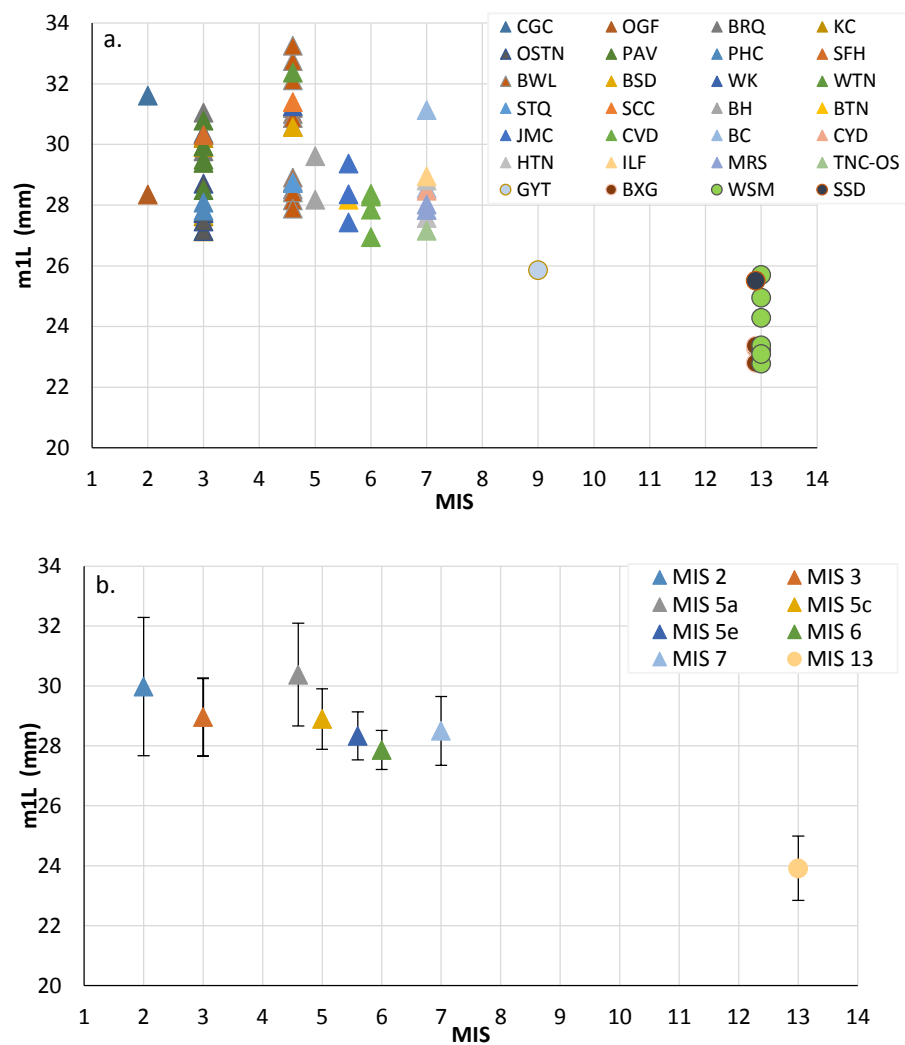 a.
34
32
30
28
26
24
22
20
m1L (mm)
1 2 3 4 5 6 7 8 9 10 11 12 13 14
MIS
CGC OGF BRQ KC
OSTN PAV PHC SFH
BWL BSD WK WTN
STQ SCC BH BTN
JMC CVD BC CYD
HTN ILF MRS TNC-OS
GYT BXG WSM SSD
b.
34
32
30
28
26
24
22
20
m1L (mm)
1 2 3 4 5 6 7 8 9 10 11 12 13 14
MIS
MIS 2 MIS 3
MIS 5a MIS 5c
MIS 5e MIS 6
MIS 7 MIS 13